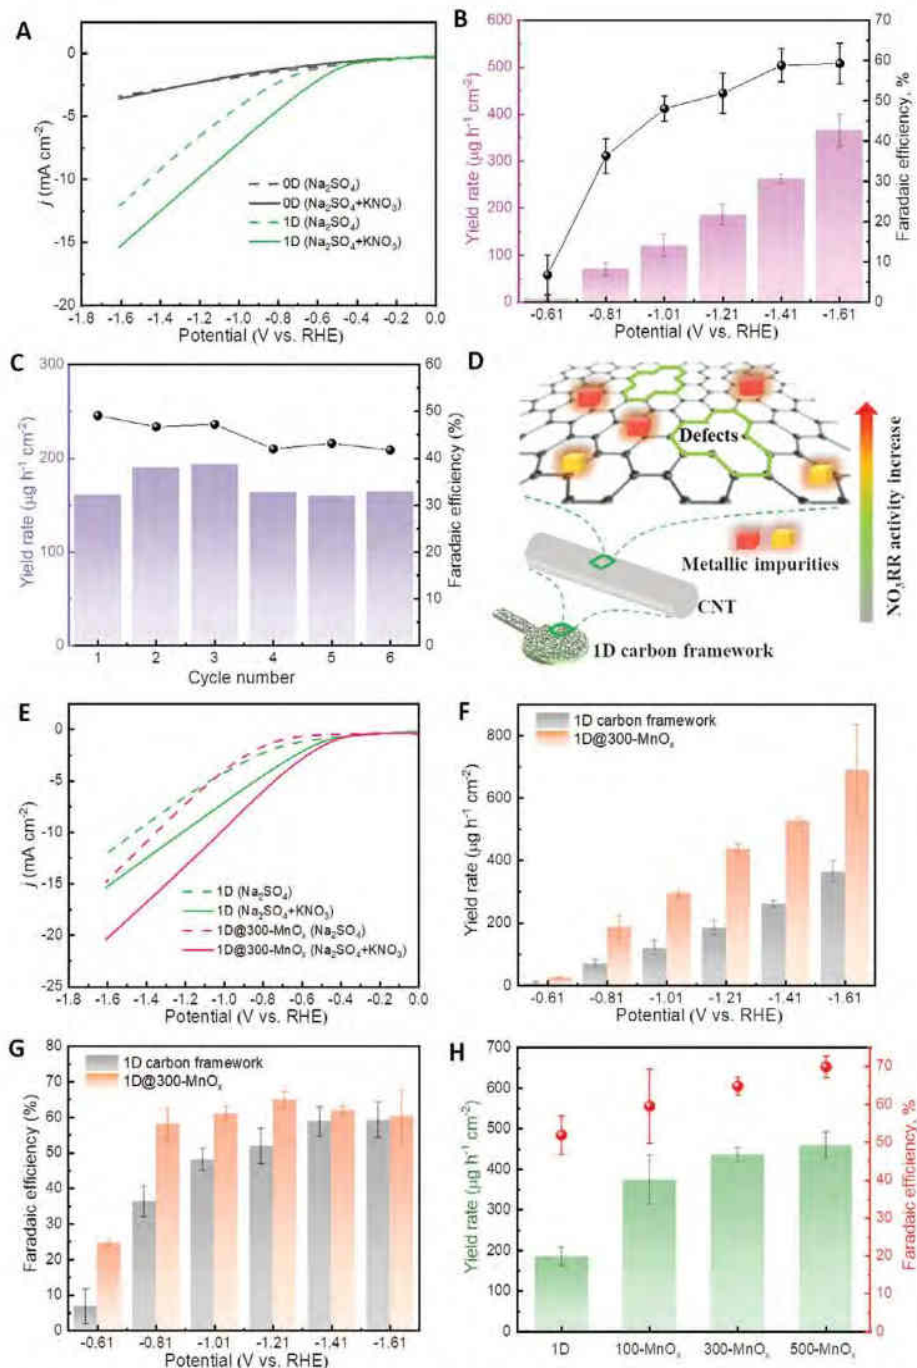 A
j (mA cm⁻²)
0
-5
-10
-15
-20
0D (Na₂SO₄)
0D (Na₂SO₄+KNO₃)
1D (Na₂SO₄)
1D (Na₂SO₄+KNO₃)
-1.8 -1.6 -1.4 -1.2 -1.0 -0.8 -0.6 -0.4 -0.2 0.0
Potential (V vs. RHE)
B
Yield rate (µg h⁻¹ cm⁻²)
600
500
400
300
200
100
0
70
60
50
40
30
20
10
0
Faradaic efficiency, %
-0.61 -0.81 -1.01 -1.21 -1.41 -1.61
Potential (V vs. RHE)
C
Yield rate (µg h⁻¹ cm⁻²)
300
200
100
0
60
50
40
30
20
10
0
Faradaic efficiency (%)
1 2 3 4 5 6
Cycle number
D
Defects
Metallic impurities
CNT
1D carbon framework
NOₓRR activity increase
E
j (mA cm⁻²)
0
-5
-10
-15
-20
-25
1D (Na₂SO₄)
1D (Na₂SO₄+KNO₃)
1D@300-MnOₓ (Na₂SO₄)
1D@300-MnOₓ (Na₂SO₄+KNO₃)
-1.8 -1.6 -1.4 -1.2 -1.0 -0.8 -0.6 -0.4 -0.2 0.0
Potential (V vs. RHE)
F
1D carbon framework
1D@300-MnOₓ
Yield rate (µg h⁻¹ cm⁻²)
800
600
400
200
0
-0.61 -0.81 -1.01 -1.21 -1.41 -1.61
Potential (V vs. RHE)
G
1D carbon framework
1D@300-MnOₓ
Faradaic efficiency (%)
80
70
60
50
40
30
20
10
0
-0.61 -0.81 -1.01 -1.21 -1.41 -1.61
H
Yield rate (µg h⁻¹ cm⁻²)
700
600
500
400
300
200
100
0
70
60
50
40
30
20
10
0
Faradaic efficiency, %
1D 100-MnOₓ 300-MnOₓ 500-MnOₓ